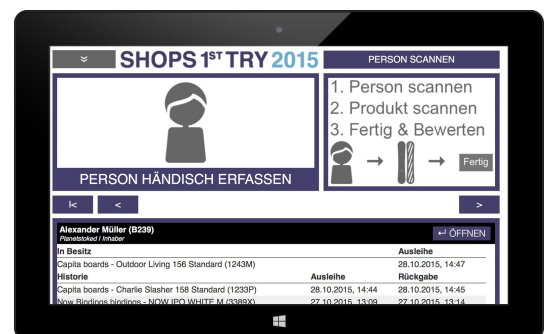 SHOPS 1ST TRY 2015
PERSON SCANNEN
1. Person scannen
2. Produkt scannen
3. Fertig & Bewerten
Fertig
PERSON HÄNDISCH ERFASSEN
|< < >
Alexander Müller (B239)
Planetstoked I Inhaber
ÖFFNEN
In Besitz Ausleihe
Capita boards - Outdoor Living 156 Standard (1243M) 28.10.2015, 14:47
Historie Ausleihe Rückgabe
Capita boards - Charlie Slasher 158 Standard (1233P) 28.10.2015, 14:44 28.10.2015, 14:45
Now Bindings bindings - NOW IPO WHITE M (3389X) 27.10.2015, 13:09 27.10.2015, 13:14